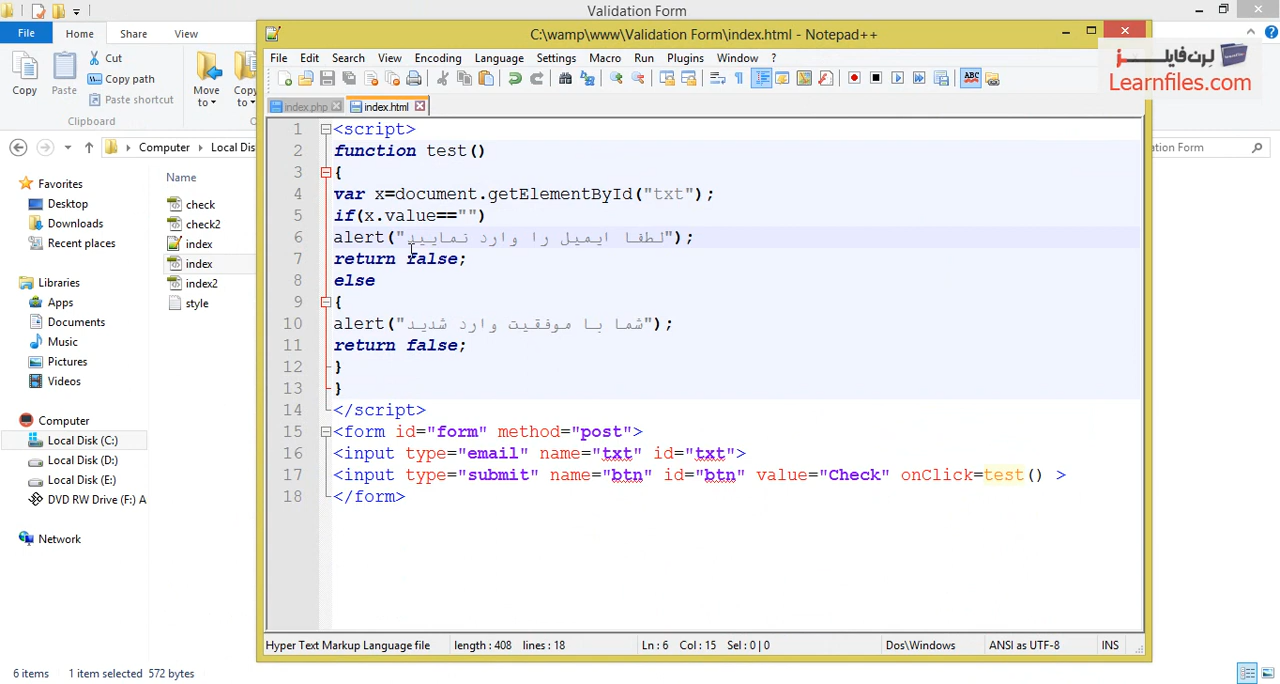 Validation Form
File Home Share View
Copy
Paste
Cut
Copy path
Paste shortcut
Clipboard
Move to
Copy to
Computer Local Dis
ation Form
Favorites
Desktop
Downloads
Recent places
Libraries
Apps
Documents
Music
Pictures
Videos
Computer
Local Disk (C:)
Local Disk (D:)
Local Disk (E:)
DVD RW Drive (F:) A
Network
Name
check
check2
index
index
index2
style
6 items 1 item selected 572 bytes
C:\wamp\www\Validation Form\index.html - Notepad++
File Edit Search View Encoding Language Settings Macro Run Plugins Window ?
ABC
لرن‌فایلز
Learnfiles.com
index.php index.html
1 <script>
2 function test()
3 {
4 var x=document.getElementById("txt");
5 if(x.value=="")
6 alert("لطفا ایمیل را وارد نمایید");
7 return false;
8 else
9 {
10 alert("شما با موفقیت وارد شدید");
11 return false;
12 }
13 }
14 </script>
15 <form id="form" method="post">
16 <input type="email" name="txt" id="txt">
17 <input type="submit" name="btn" id="btn" value="Check" onClick=test() >
18 </form>
Hyper Text Markup Language file length : 408 lines : 18 Ln : 6 Col : 15 Sel : 0 | 0 Dos\Windows ANSI as UTF-8 INS